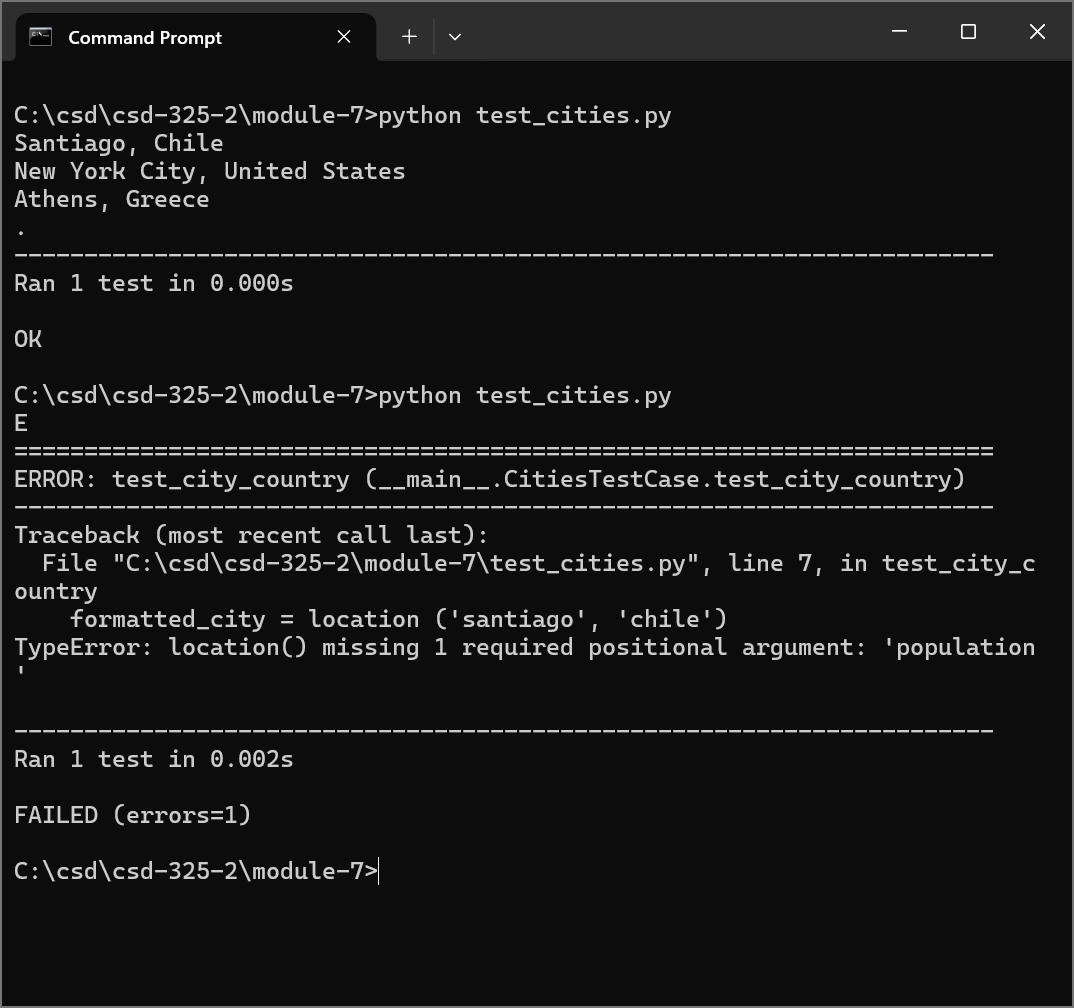 Command Prompt
C:\csd\csd-325-2\module-7>python test_cities.py
Santiago, Chile
New York City, United States
Athens, Greece
.
----------------------------------------------------------------------
Ran 1 test in 0.000s
OK
C:\csd\csd-325-2\module-7>python test_cities.py
E
======================================================================
ERROR: test_city_country (__main__.CitiesTestCase.test_city_country)
----------------------------------------------------------------------
Traceback (most recent call last):
  File "C:\csd\csd-325-2\module-7\test_cities.py", line 7, in test_city_c
ountry
    formatted_city = location ('santiago', 'chile')
TypeError: location() missing 1 required positional argument: 'population
'
----------------------------------------------------------------------
Ran 1 test in 0.002s
FAILED (errors=1)
C:\csd\csd-325-2\module-7>